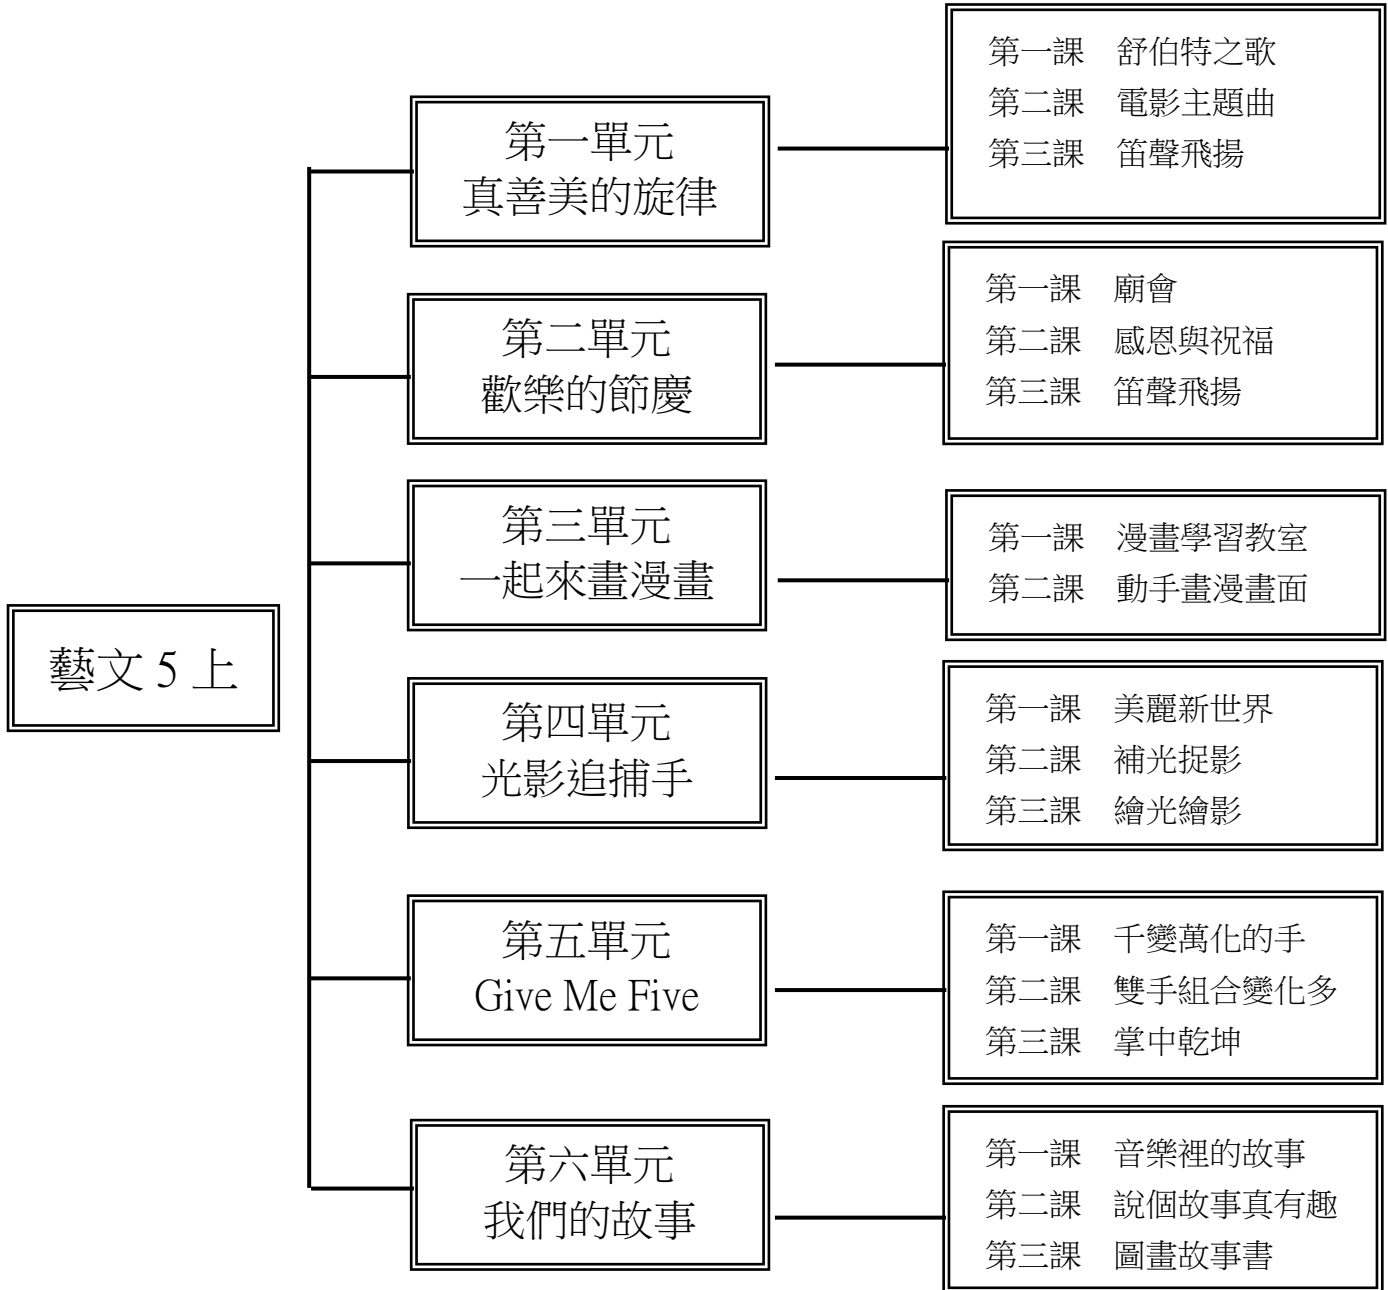 藝文 5 上
第一單元
真善美的旋律
第一課　舒伯特之歌
第二課　電影主題曲
第三課　笛聲飛揚
第二單元
歡樂的節慶
第一課　廟會
第二課　感恩與祝福
第三課　笛聲飛揚
第三單元
一起來畫漫畫
第一課　漫畫學習教室
第二課　動手畫漫畫面
第四單元
光影追捕手
第一課　美麗新世界
第二課　補光捉影
第三課　繪光繪影
第五單元
Give Me Five
第一課　千變萬化的手
第二課　雙手組合變化多
第三課　掌中乾坤
第六單元
我們的故事
第一課　音樂裡的故事
第二課　說個故事真有趣
第三課　圖畫故事書